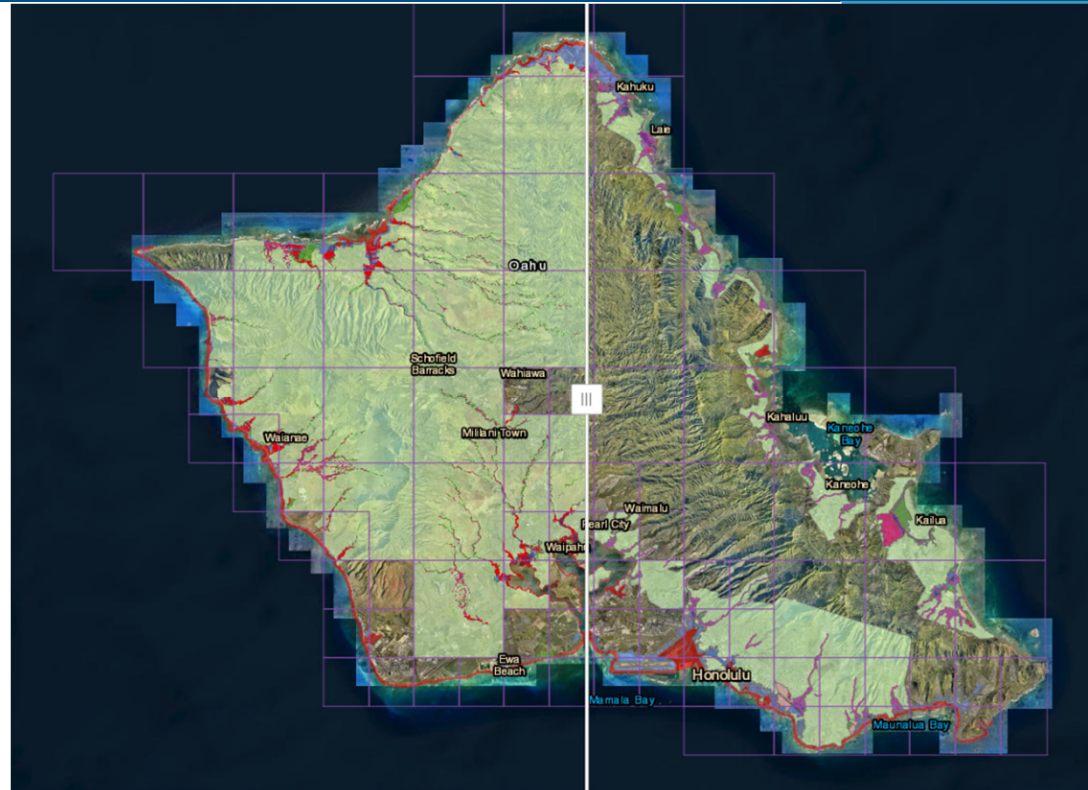 Kahuku
Laie
Oahu
Schofield
Barracks
Wahiawa
Kahaluu
Kaneohe
Bay
Waianae
Mililani Town
Kaneohe
Waimalu
Pearl City
Kailua
Waipahu
Ewa
Beach
Honolulu
Mamala Bay
Maunalua Bay